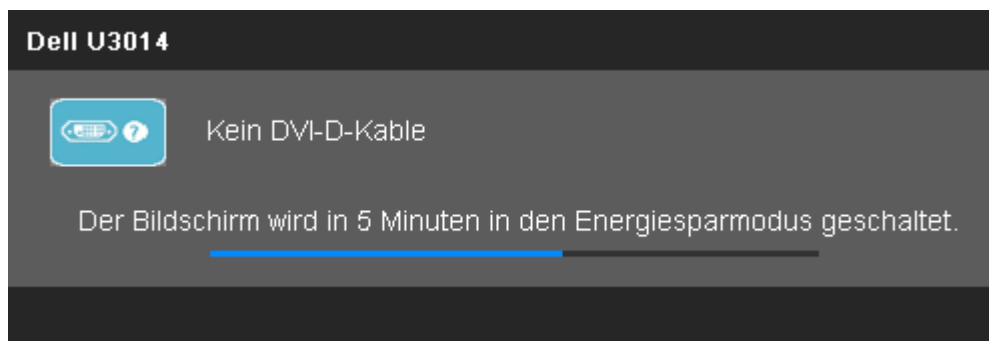 Dell U3014
Kein DVI-D-Kable
Der Bildschirm wird in 5 Minuten in den Energiesparmodus geschaltet.